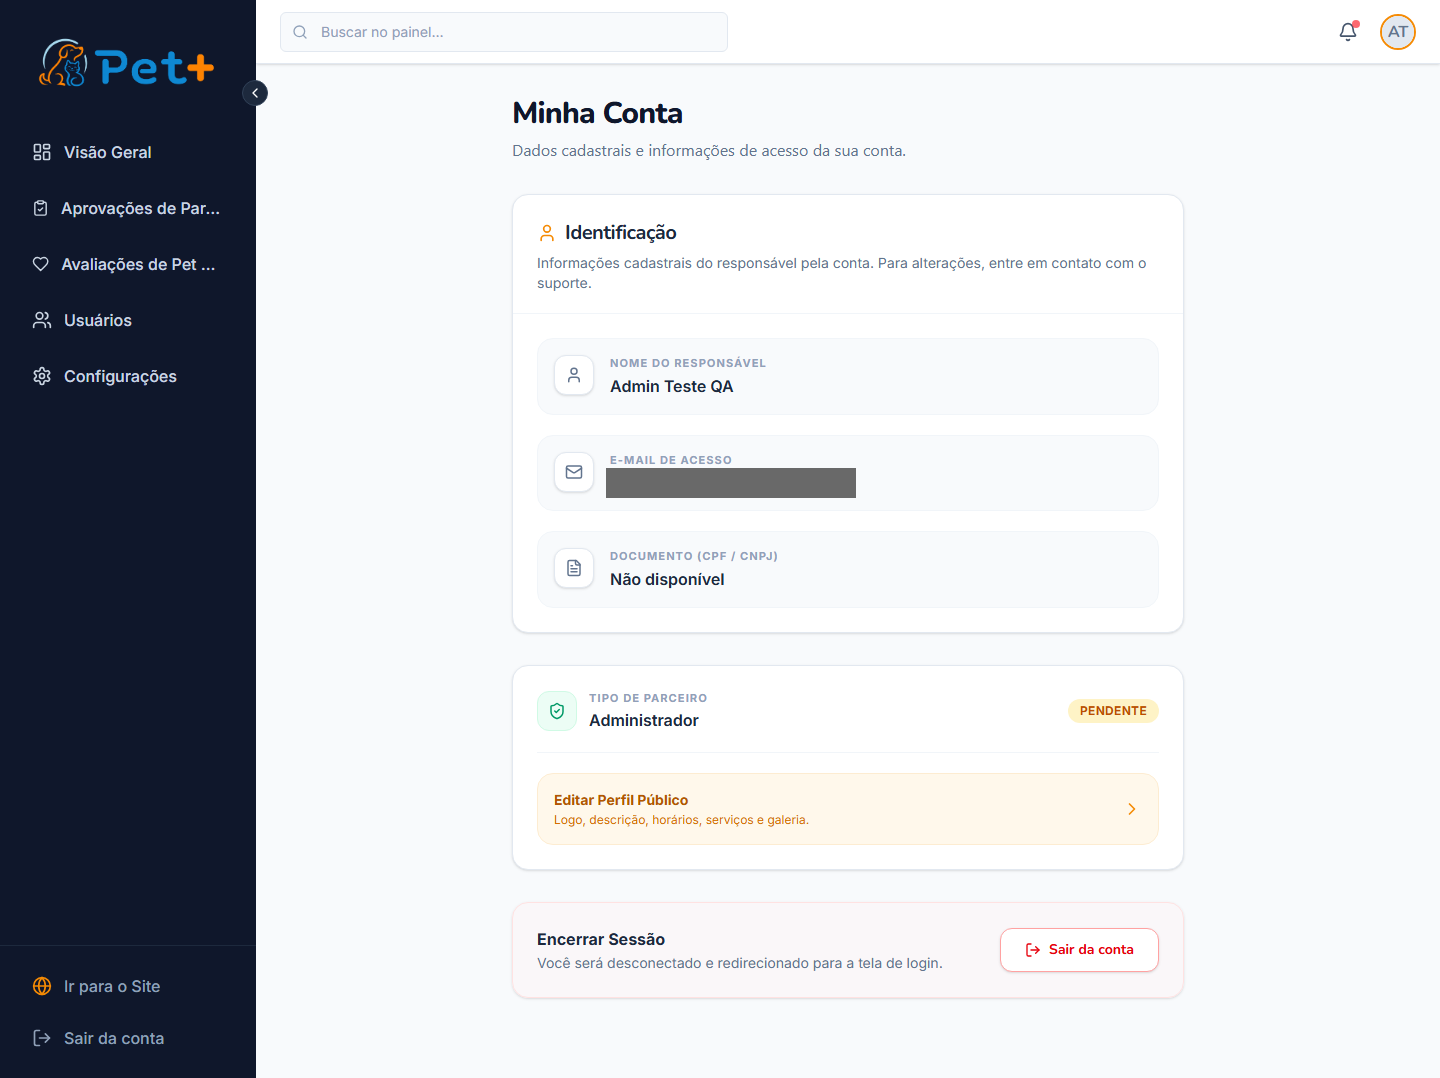 Pet+
Buscar no painel...
AT
Visão Geral
Aprovações de Par...
Avaliações de Pet ...
Usuários
Configurações
Ir para o Site
Sair da conta
Minha Conta
Dados cadastrais e informações de acesso da sua conta.
Identificação
Informações cadastrais do responsável pela conta. Para alterações, entre em contato com o
suporte.
NOME DO RESPONSÁVEL
Admin Teste QA
E-MAIL DE ACESSO
DOCUMENTO (CPF / CNPJ)
Não disponível
TIPO DE PARCEIRO
Administrador
PENDENTE
Editar Perfil Público
Logo, descrição, horários, serviços e galeria.
Encerrar Sessão
Você será desconectado e redirecionado para a tela de login.
Sair da conta